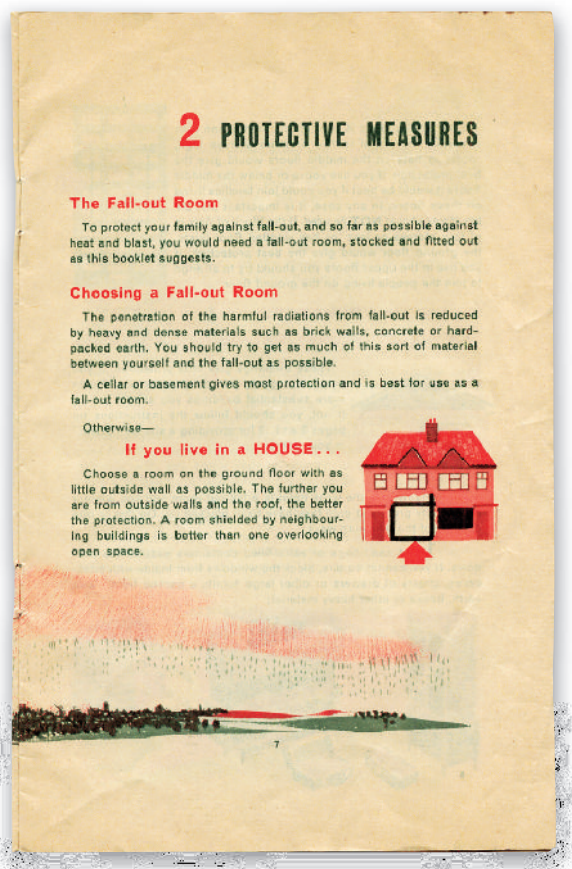 2 PROTECTIVE MEASURES
The Fall-out Room
To protect your family against fall-out, and so far as possible against
heat and blast, you would need a fall-out room, stocked and fitted out
as this booklet suggests.
Choosing a Fall-out Room
The penetration of the harmful radiations from fall-out is reduced
by heavy and dense materials such as brick walls, concrete or hard-
packed earth. You should try to get as much of this sort of material
between yourself and the fall-out as possible.
A cellar or basement gives most protection and is best for use as a
fall-out room.
Otherwise—
If you live in a HOUSE...
Choose a room on the ground floor with as
little outside wall as possible. The further you
are from outside walls and the roof, the better
the protection. A room shielded by neighbour-
ing buildings is better than one overlooking
open space.
7